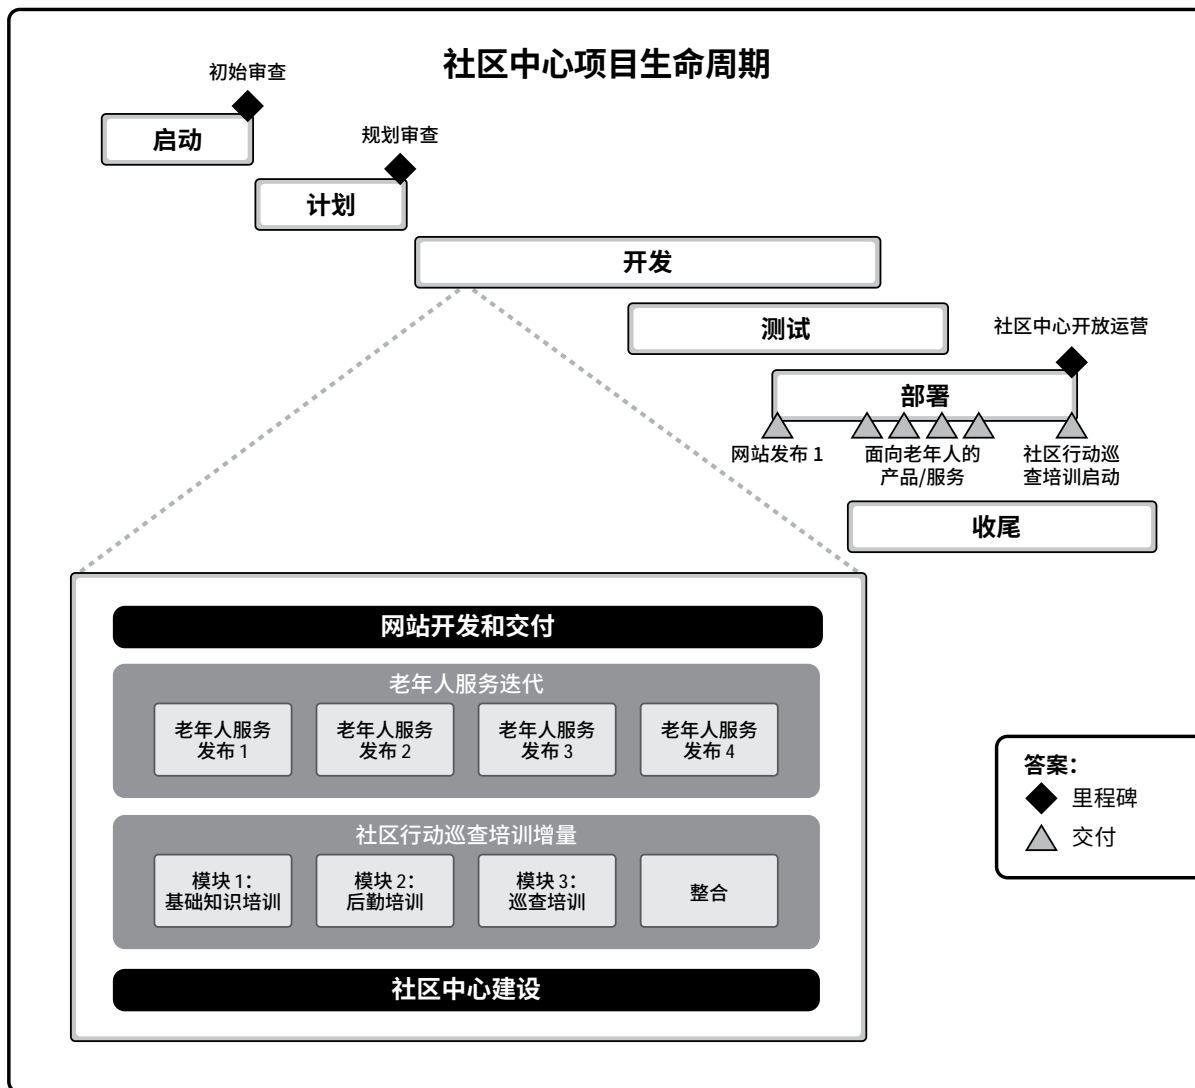 社区中心项目生命周期
初始审查
启动
规划审查
计划
开发
测试
社区中心开放运营
部署
网站发布 1
面向老年人的
产品/服务
社区行动巡
查培训启动
收尾
网站开发和交付
老年人服务迭代
老年人服务
发布 1
老年人服务
发布 2
老年人服务
发布 3
老年人服务
发布 4
社区行动巡查培训增量
模块 1：
基础知识培训
模块 2：
后勤培训
模块 3：
巡查培训
整合
社区中心建设
答案：
里程碑
交付